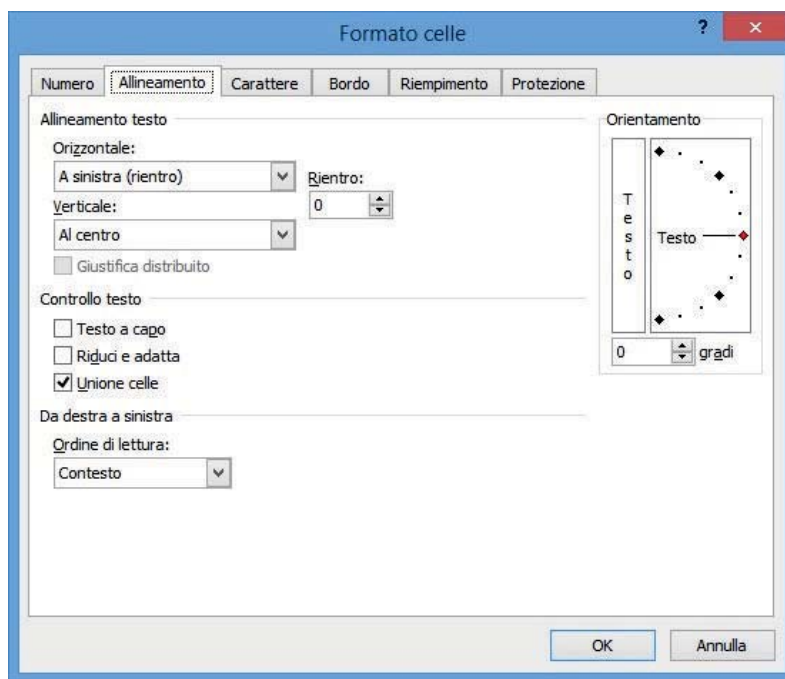 Formato celle
?
Numero Allineamento Carattere Bordo Riempimento Protezione
Allineamento testo
Orizzontale:
A sinistra (rientro)
Rientro:
0
Verticale:
Al centro
Giustifica distribuito
Controllo testo
Testo a capo
Riduci e adatta
Unione celle
Da destra a sinistra
Ordine di lettura:
Contesto
Orientamento
Testo
Testo
0 gradi
OK Annulla